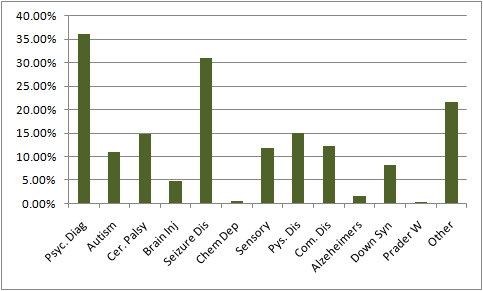 40.00%
35.00%
30.00%
25.00%
20.00%
15.00%
10.00%
5.00%
0.00%
Psyc. Diag
Autism
Cer. Palsy
Brain Inj
Seizure Dis
Chem Dep
Sensory
Pys. Dis
Com. Dis
Alzeheimers
Down Syn
Prader W
Other